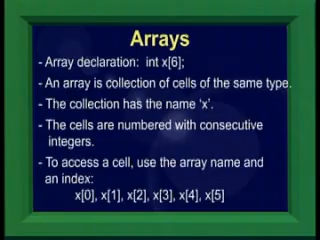 Arrays
- Array declaration: int x[6];
- An array is collection of cells of the same type.
- The collection has the name ‘x’.
- The cells are numbered with consecutive
integers.
- To access a cell, use the array name and
an index:
x[0], x[1], x[2], x[3], x[4], x[5]